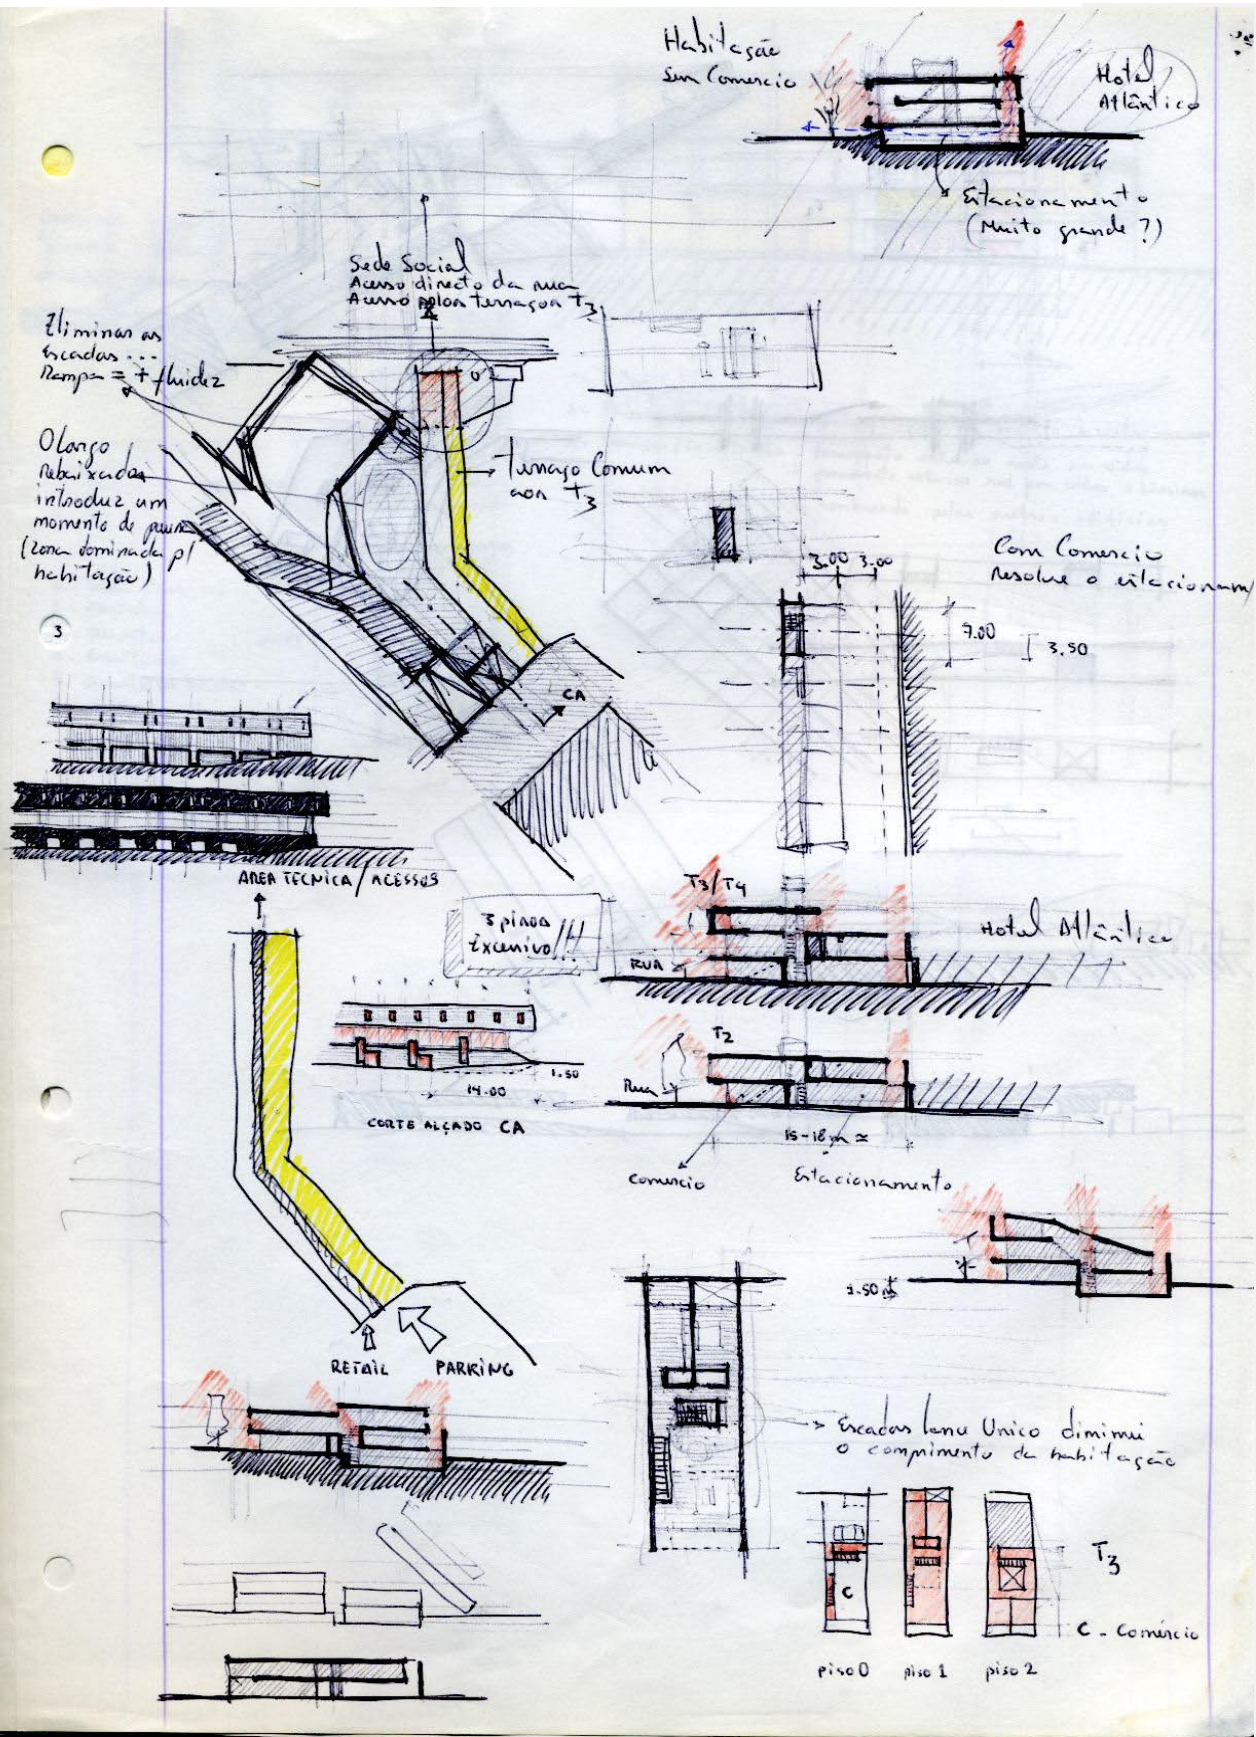 Habitação
Sem Comercio
Hotel
Atlântico
Estacionamento
(Muito grande?)
Sede Social
Acesso directo da rua
Acesso pelos terraços T3
Eliminar as
Escadas...
Rampa = + fluidez
O largo
rebaixado
introduz um
momento de pausa
(zona dominada p/
habitação)
terraço Comum
aos T3
Com Comercio
Resolve o estacionam/
3.00 3.00
7.00
3.50
3
CA
AREA TECNICA/ACESSOS
3 pisos
Excessivo!!!
T3/T4
RUA
Hotel Atlântico
1.50
14.00
CORTE ALÇADO CA
T2
Rua
15-18m ≈
Comercio
Estacionamento
1.50m
RETAIL
PARKING
Escadas lanço Unico diminui
o comprimento da habitação
C
T3
C - Comércio
piso 0
piso 1
piso 2